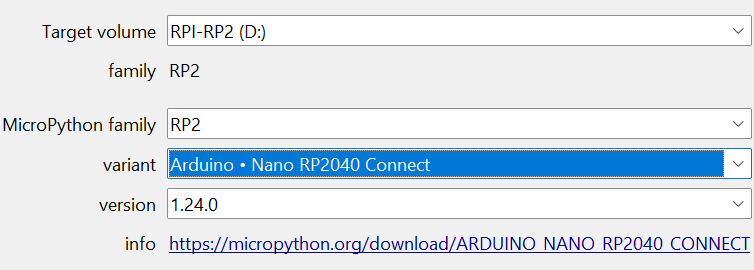 Target volume RPI-RP2 (D:)
family RP2
MicroPython family RP2
variant Arduino • Nano RP2040 Connect
version 1.24.0
info https://micropython.org/download/ARDUINO_NANO_RP2040_CONNECT